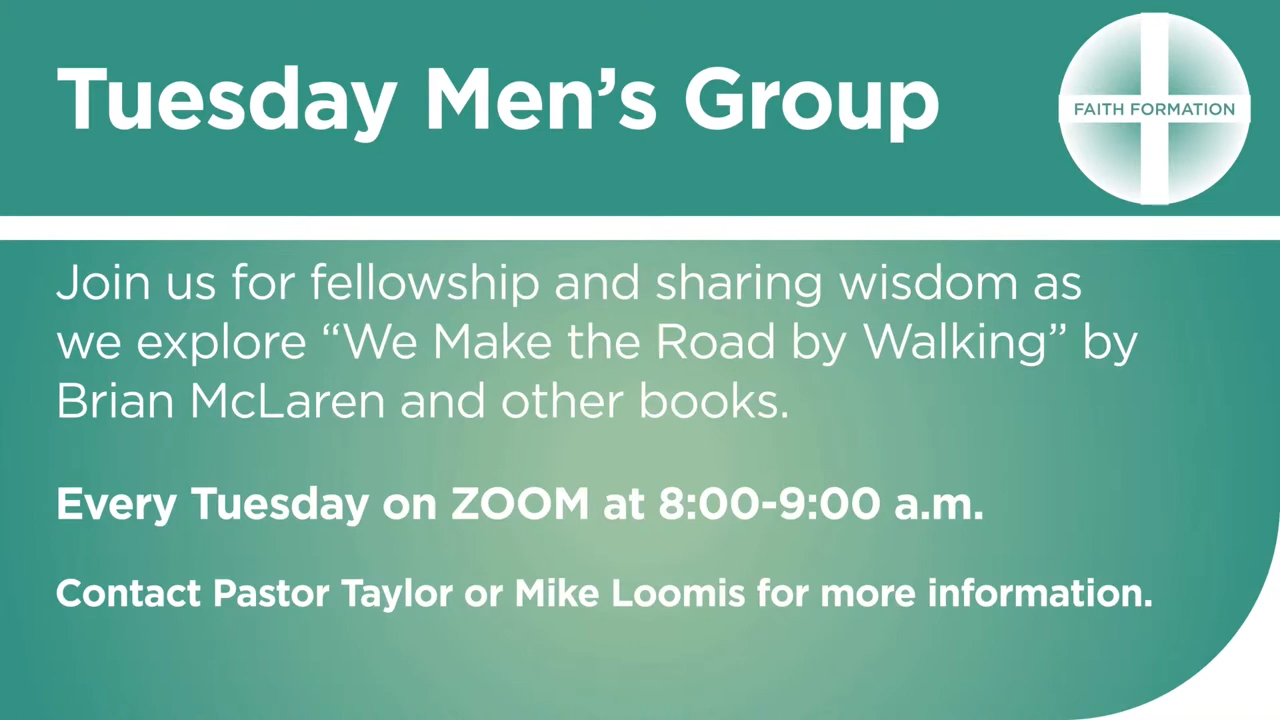 Tuesday Men’s Group
FAITH FORMATION
Join us for fellowship and sharing wisdom as
we explore “We Make the Road by Walking” by
Brian McLaren and other books.
Every Tuesday on ZOOM at 8:00-9:00 a.m.
Contact Pastor Taylor or Mike Loomis for more information.